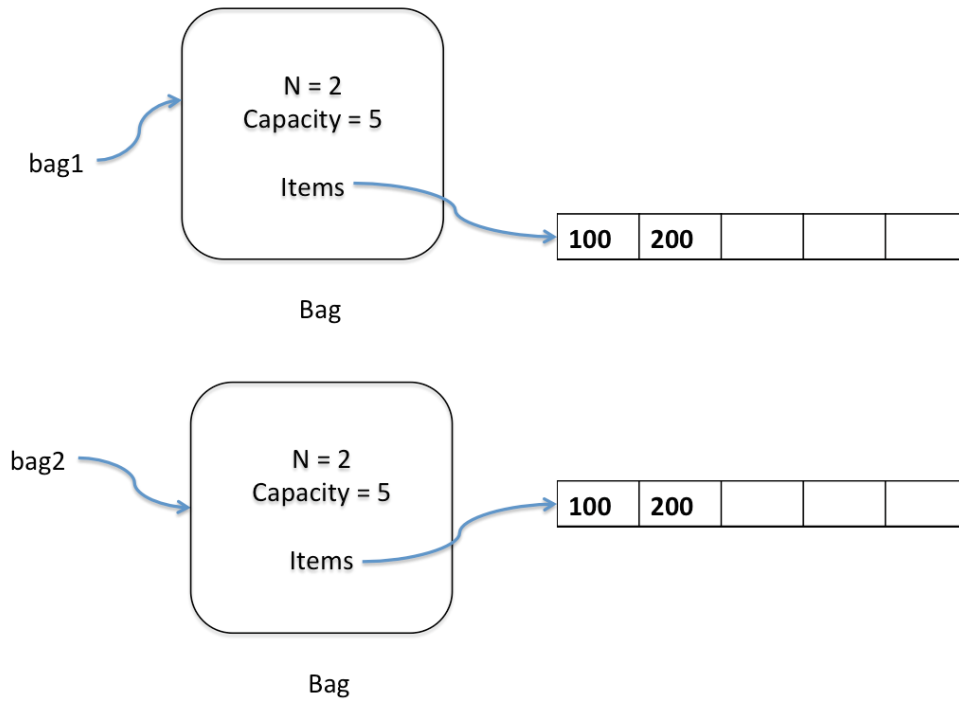 N = 2
Capacity = 5
bag1
Items
100 200
Bag
N = 2
bag2
Capacity = 5
100 200
Items
Bag